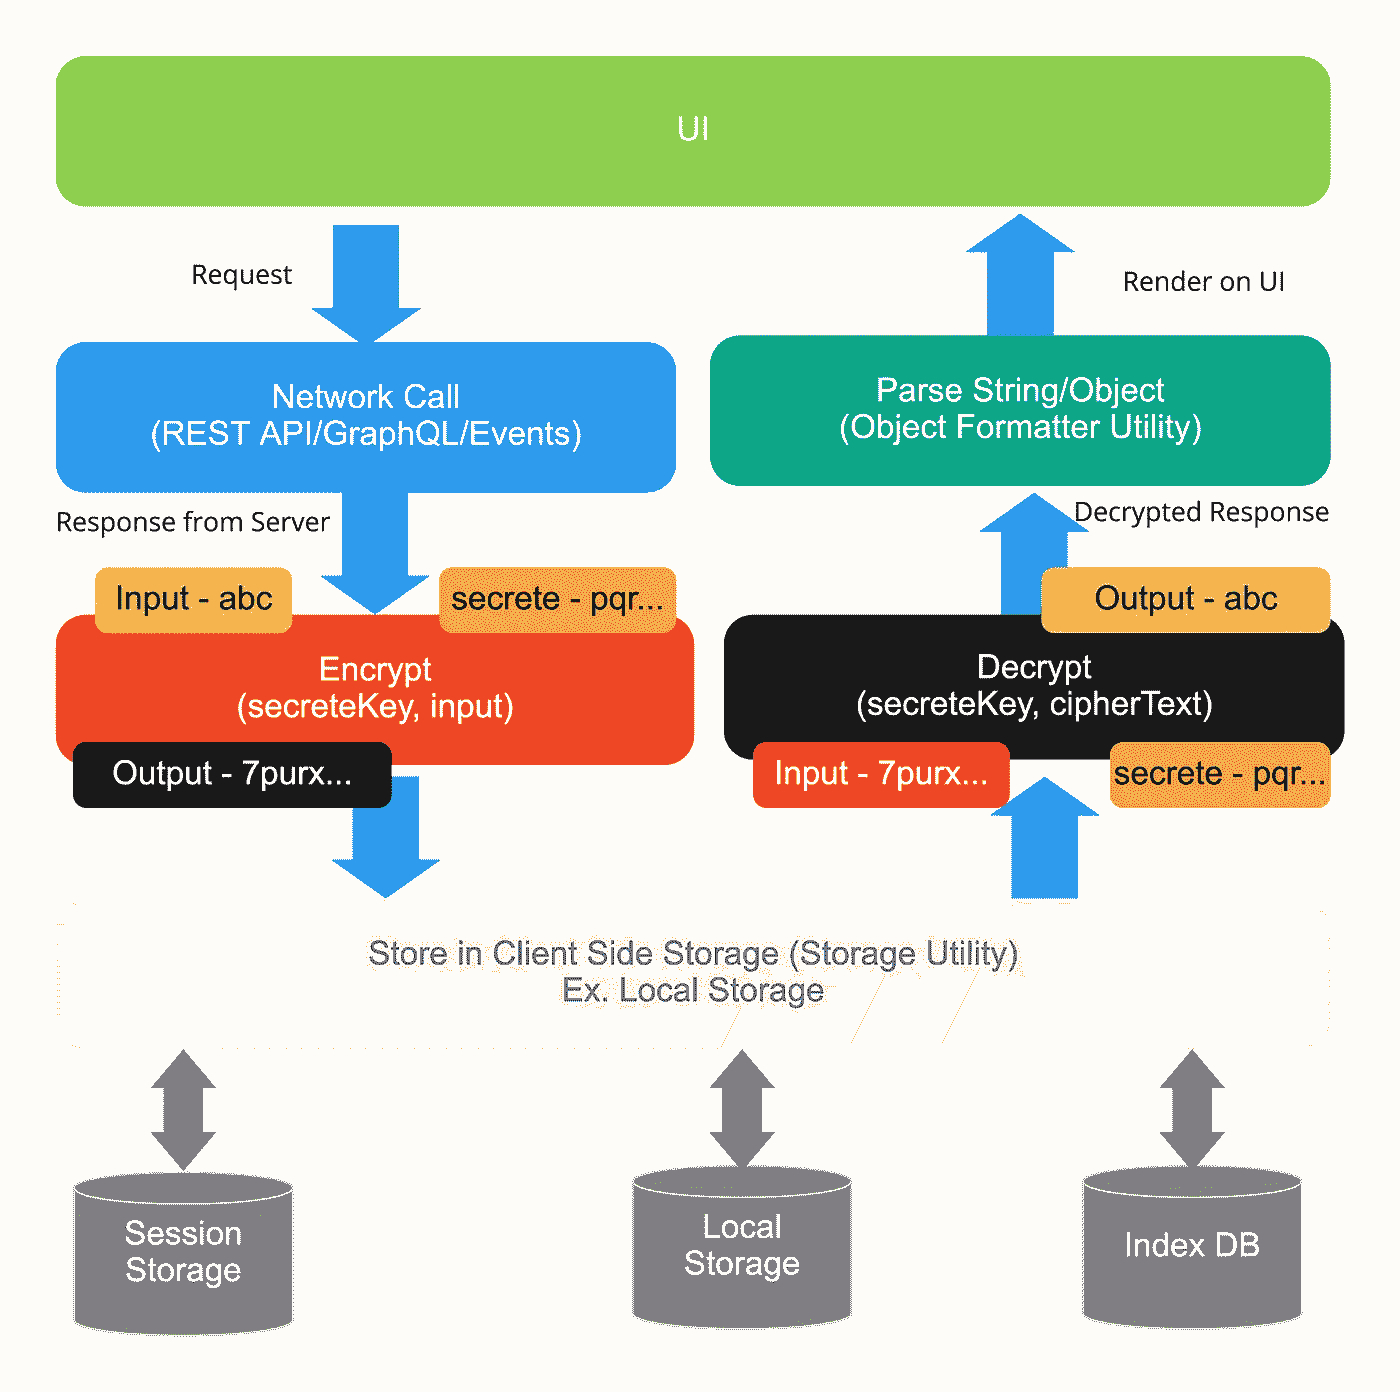 UI
Request
Render on UI
Network Call
(REST API/GraphQL/Events)
Parse String/Object
(Object Formatter Utility)
Response from Server
Decrypted Response
Input - abc
secrete - pqr...
Output - abc
Encrypt
(secreteKey, input)
Decrypt
(secreteKey, cipherText)
Output - 7purx...
Input - 7purx...
secrete - pqr...
Store in Client Side Storage (Storage Utility)
Ex. Local Storage
Session
Storage
Local
Storage
Index DB